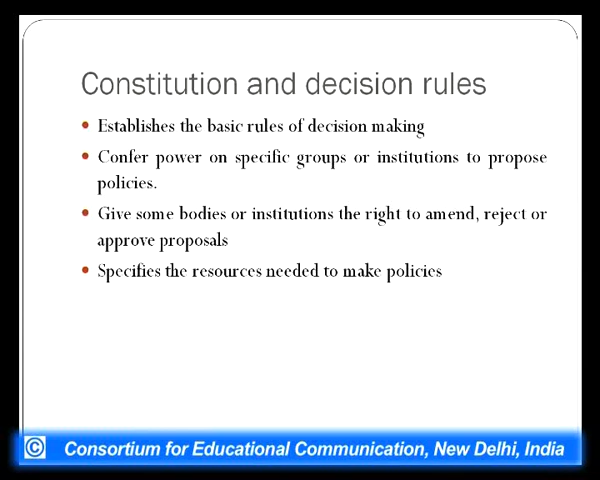 Constitution and decision rules
• Establishes the basic rules of decision making
• Confer power on specific groups or institutions to propose
policies.
• Give some bodies or institutions the right to amend, reject or
approve proposals
• Specifies the resources needed to make policies
© Consortium for Educational Communication, New Delhi, India